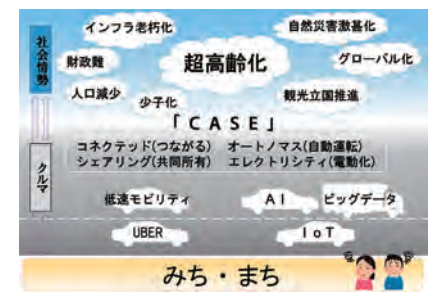 社会情勢
インフラ老朽化
自然災害激甚化
財政難
超高齢化
グローバル化
人口減少
少子化
観光立国推進
「CASE」
コネクテッド(つながる) オートノマス(自動運転)
シェアリング(共同所有) エレクトリシティ(電動化)
クルマ
低速モビリティ
AI
ビッグデータ
UBER
IoT
みち・まち